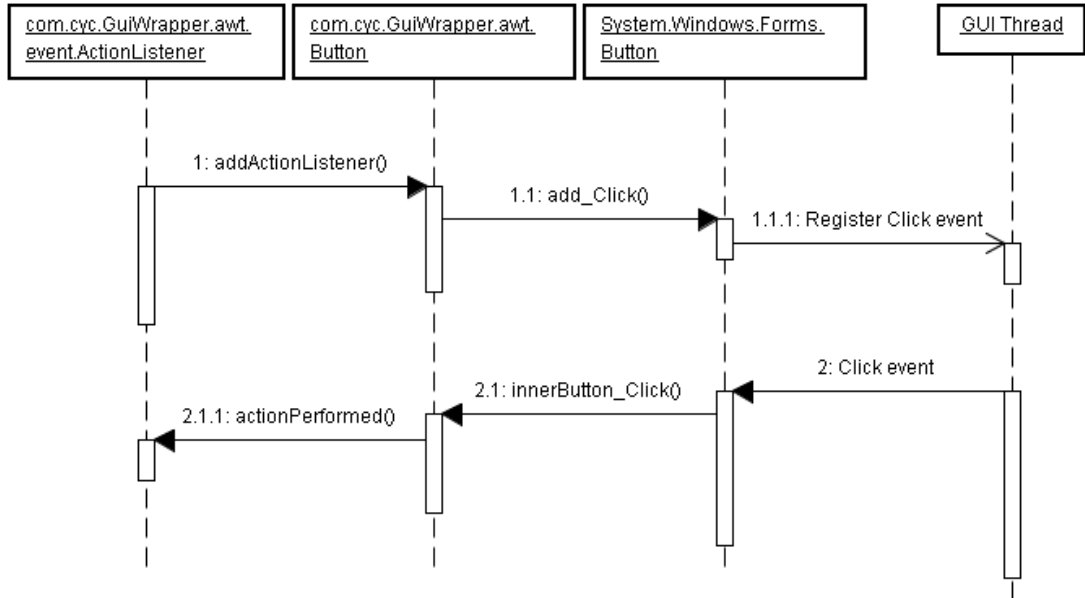 com.cyc.GuiWrapper.awt.
event.ActionListener
com.cyc.GuiWrapper.awt.
Button
System.Windows.Forms.
Button
GUI Thread
1: addActionListener()
1.1: add_Click()
1.1.1: Register Click event
2: Click event
2.1: innerButton_Click()
2.1.1: actionPerformed()